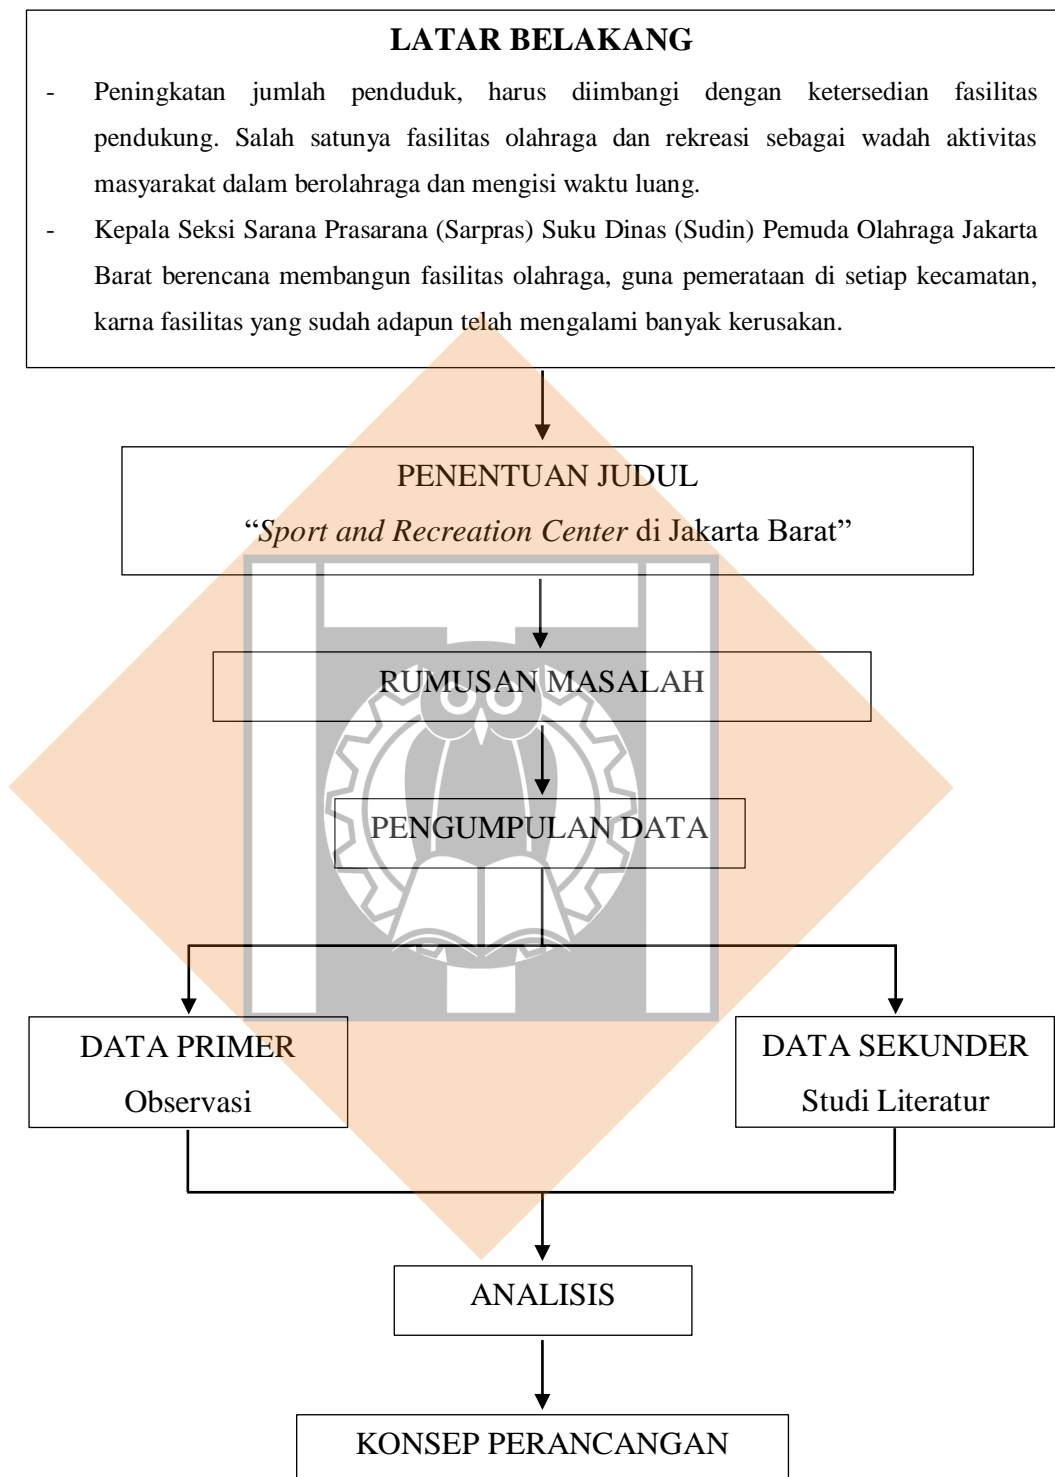 LATAR BELAKANG
- Peningkatan jumlah penduduk, harus diimbangi dengan ketersedian fasilitas
pendukung. Salah satunya fasilitas olahraga dan rekreasi sebagai wadah aktivitas
masyarakat dalam berolahraga dan mengisi waktu luang.
- Kepala Seksi Sarana Prasarana (Sarpras) Suku Dinas (Sudin) Pemuda Olahraga Jakarta
Barat berencana membangun fasilitas olahraga, guna pemerataan di setiap kecamatan,
karna fasilitas yang sudah adapun telah mengalami banyak kerusakan.
PENENTUAN JUDUL
“Sport and Recreation Center di Jakarta Barat”
RUMUSAN MASALAH
PENGUMPULAN DATA
DATA PRIMER
Observasi
DATA SEKUNDER
Studi Literatur
ANALISIS
KONSEP PERANCANGAN